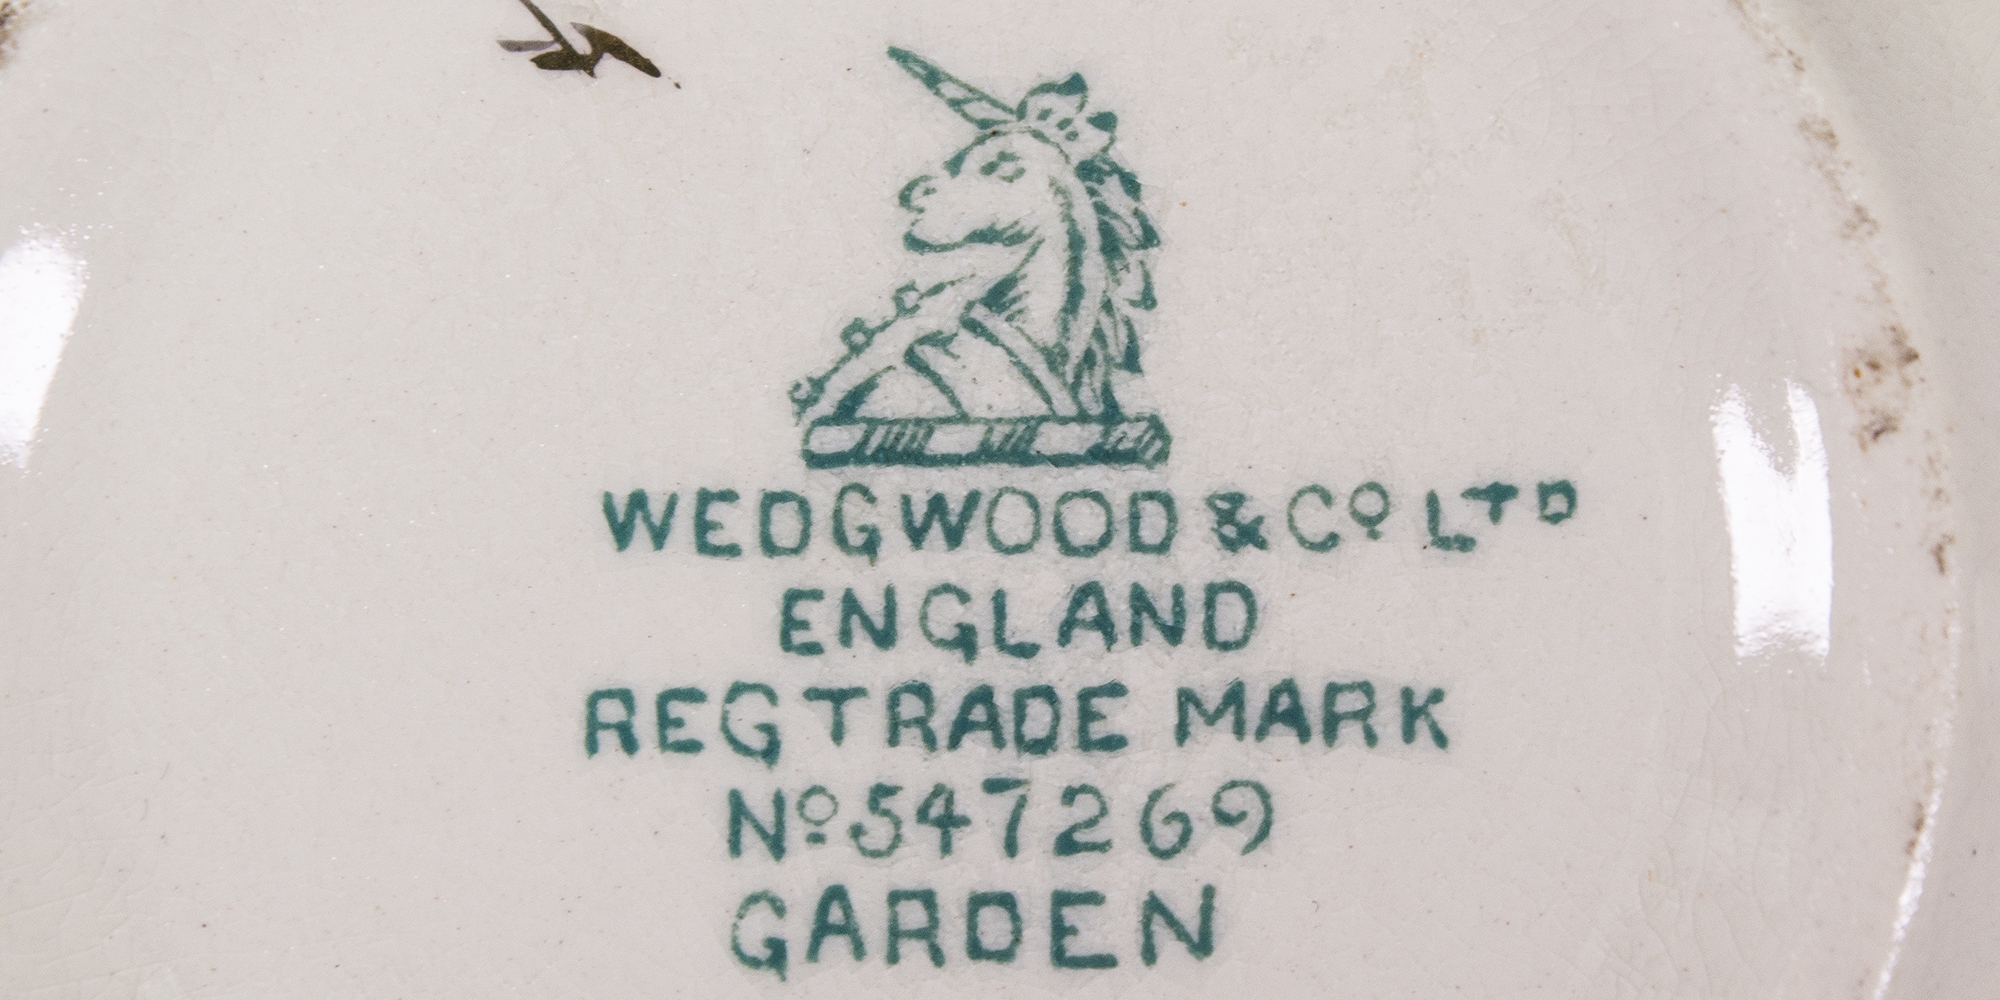 WEDGWOOD & Cº LTD
ENGLAND
REG TRADE MARK
Nº 547269
GARDEN